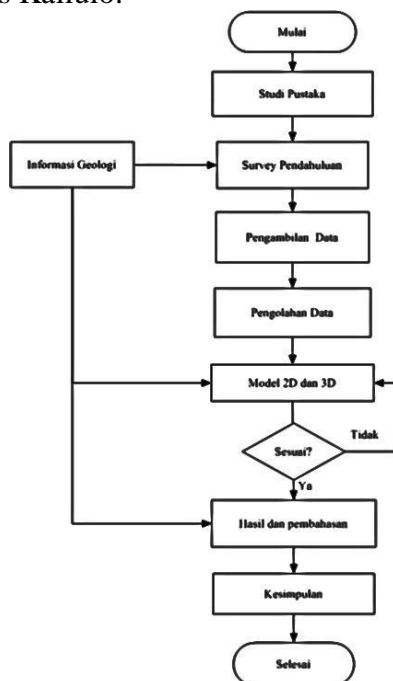 Mulai
Studi Pustaka
Informasi Geologi
Survey Pendahuluan
Pengambilan Data
Pengolahan Data
Model 2D dan 3D
Tidak
Sesuai?
Ya
Hasil dan pembahasan
Kesimpulan
Selesai